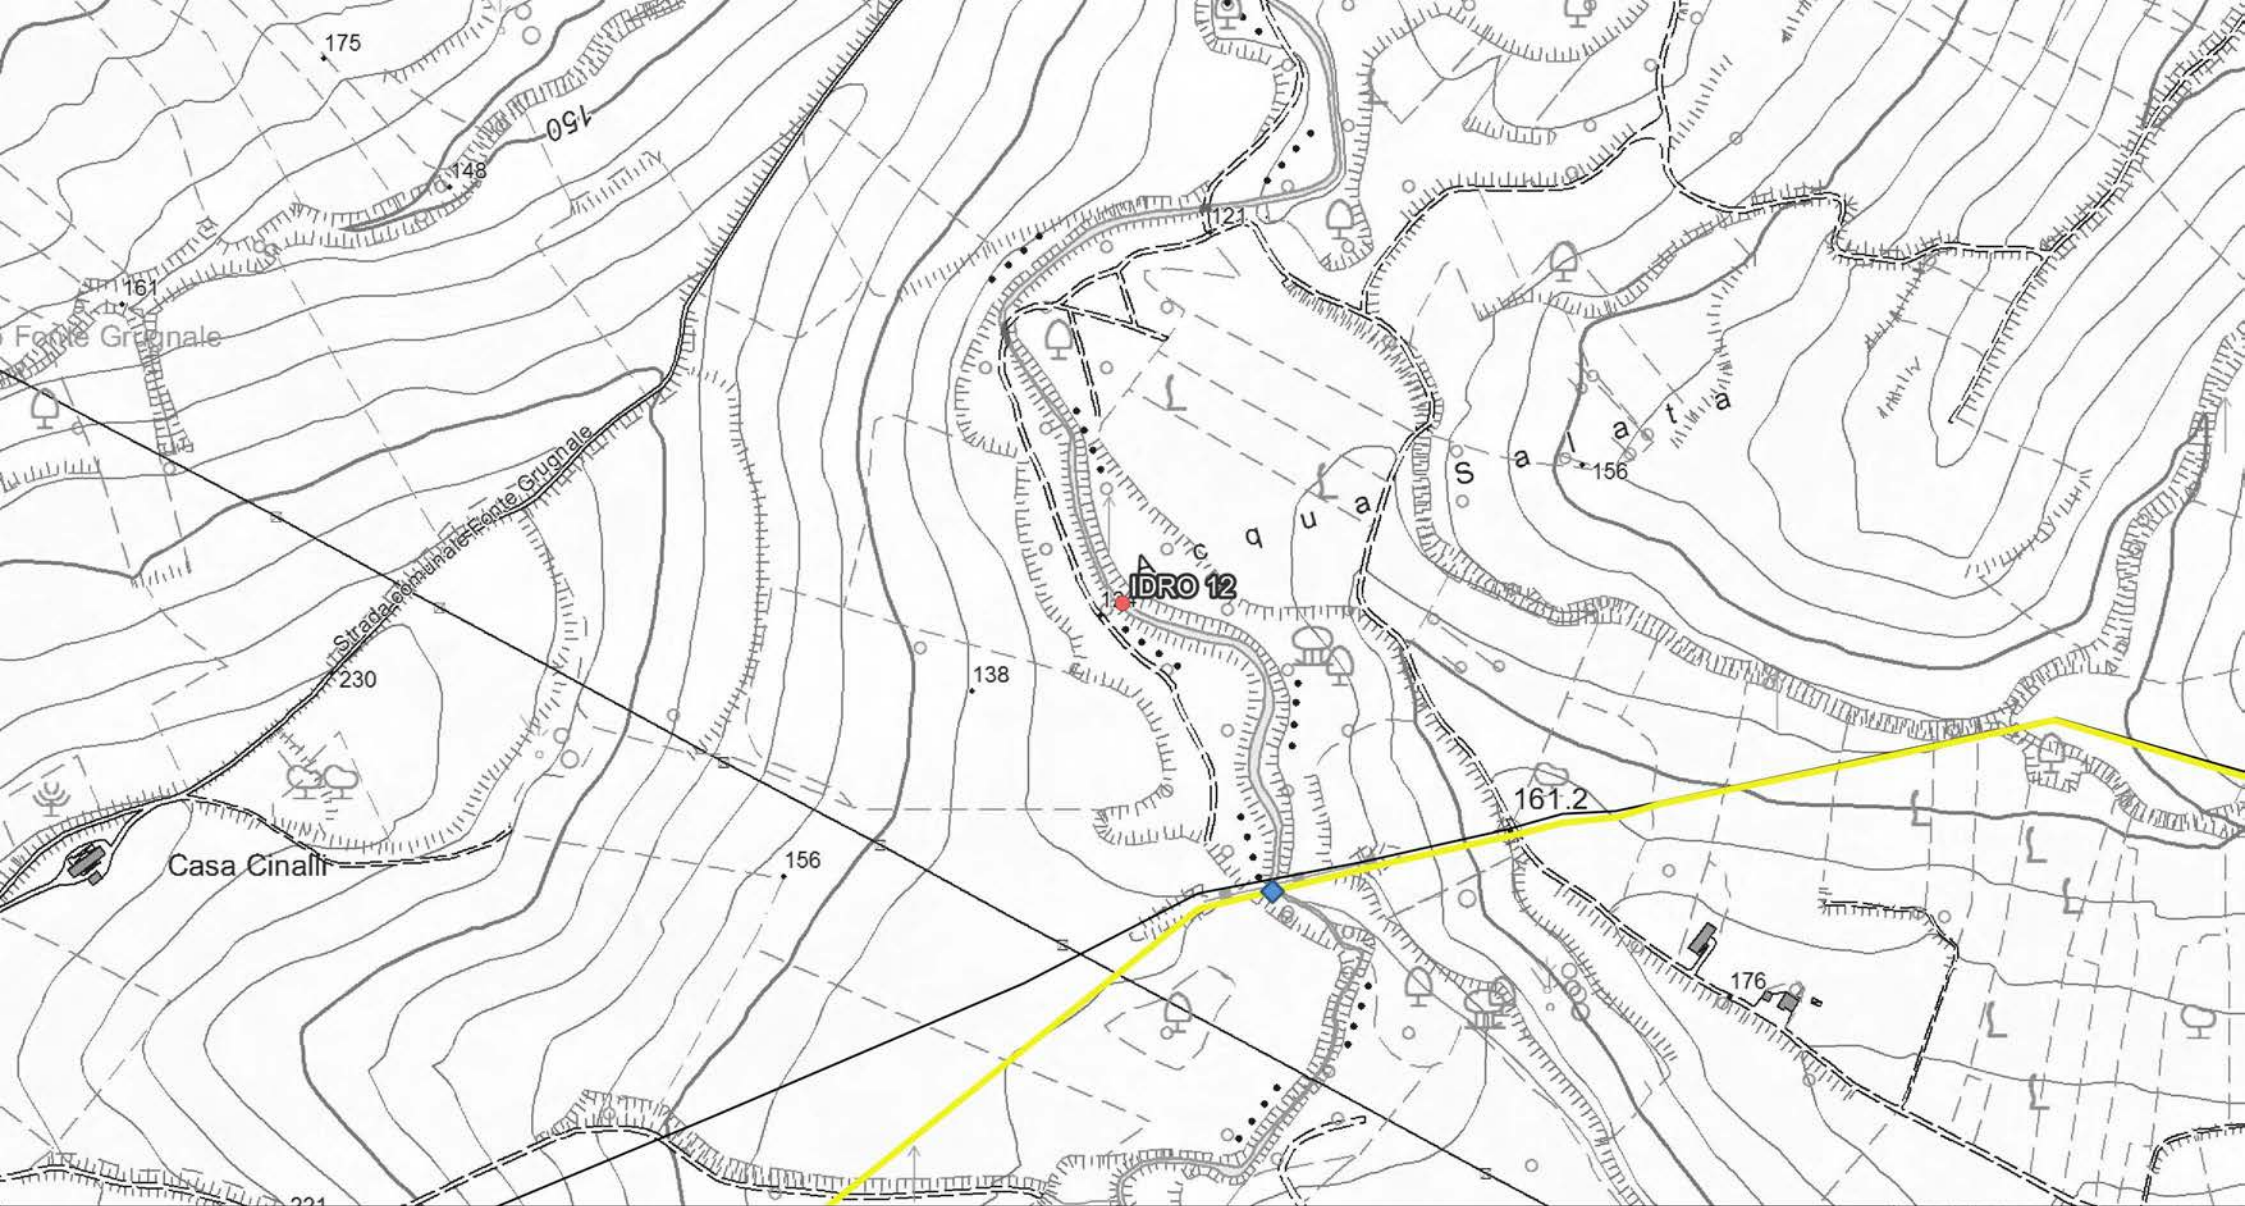 175
150
148
121
161
Fonte Grugnale
Strada comunale Fonte Grugnale
A c q u a S a l a t a
156
IDRO 12
138
230
161.2
156
Casa Cinalli
176
221